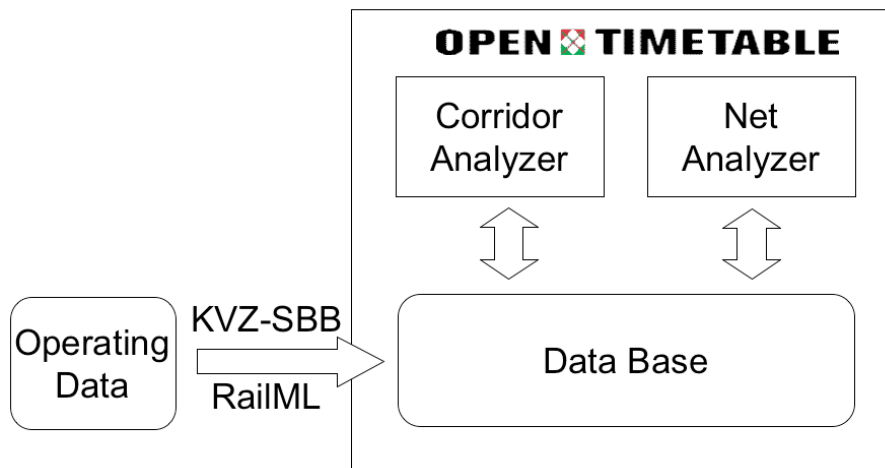 OPEN TIMETABLE
Corridor
Analyzer
Net
Analyzer
Operating
Data
KVZ-SBB
RailML
Data Base